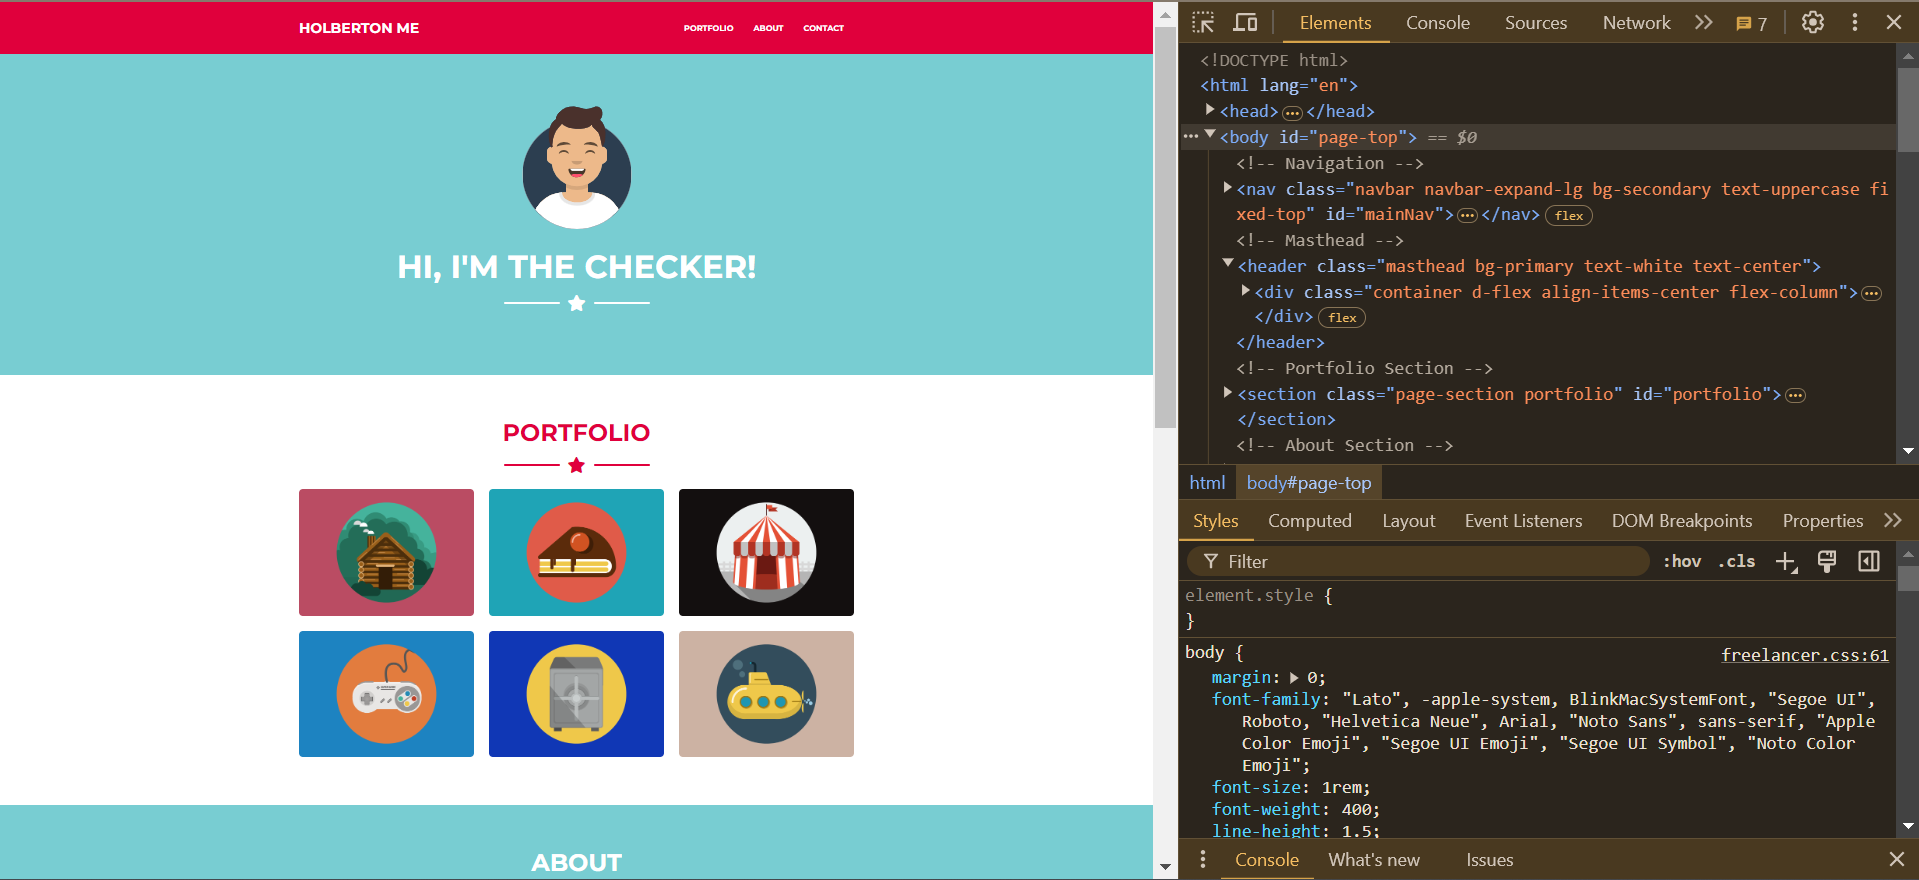 HOLBERTON ME
PORTFOLIO ABOUT CONTACT
HI, I'M THE CHECKER!
PORTFOLIO
ABOUT
Elements Console Sources Network 7
<!DOCTYPE html>
<html lang="en">
<head>···</head>
··· <body id="page-top"> == $0
<!-- Navigation -->
<nav class="navbar navbar-expand-lg bg-secondary text-uppercase fi
xed-top" id="mainNav">···</nav> flex
<!-- Masthead -->
<header class="masthead bg-primary text-white text-center">
<div class="container d-flex align-items-center flex-column">···
</div> flex
</header>
<!-- Portfolio Section -->
<section class="page-section portfolio" id="portfolio">···
</section>
<!-- About Section -->
html body#page-top
Styles Computed Layout Event Listeners DOM Breakpoints Properties
Filter :hov .cls
element.style {
}
body { freelancer.css:61
margin: 0;
font-family: "Lato", -apple-system, BlinkMacSystemFont, "Segoe UI",
Roboto, "Helvetica Neue", Arial, "Noto Sans", sans-serif, "Apple
Color Emoji", "Segoe UI Emoji", "Segoe UI Symbol", "Noto Color
Emoji";
font-size: 1rem;
font-weight: 400;
line-height: 1.5;
Console What's new Issues